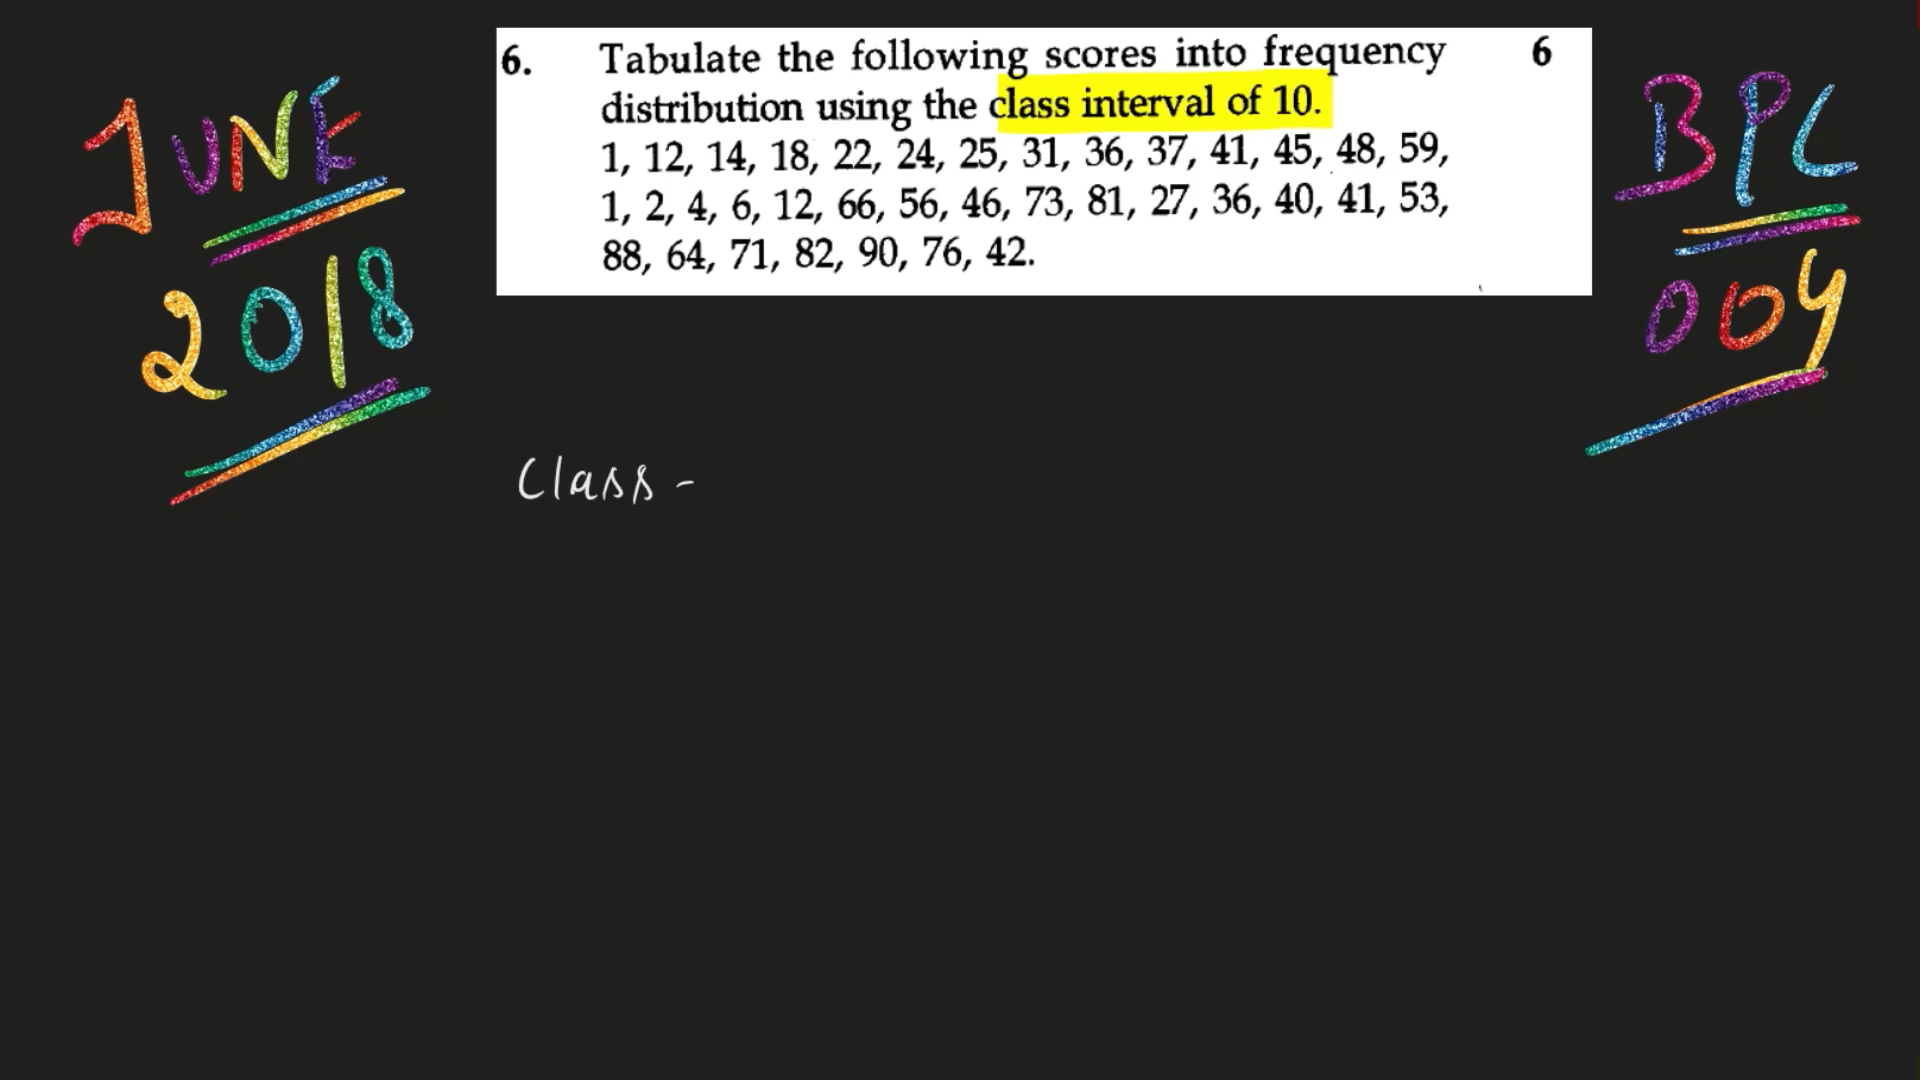 JUNE
2018
6. Tabulate the following scores into frequency 6
distribution using the class interval of 10.
1, 12, 14, 18, 22, 24, 25, 31, 36, 37, 41, 45, 48, 59,
1, 2, 4, 6, 12, 66, 56, 46, 73, 81, 27, 36, 40, 41, 53,
88, 64, 71, 82, 90, 76, 42.
BPC
004
Class -